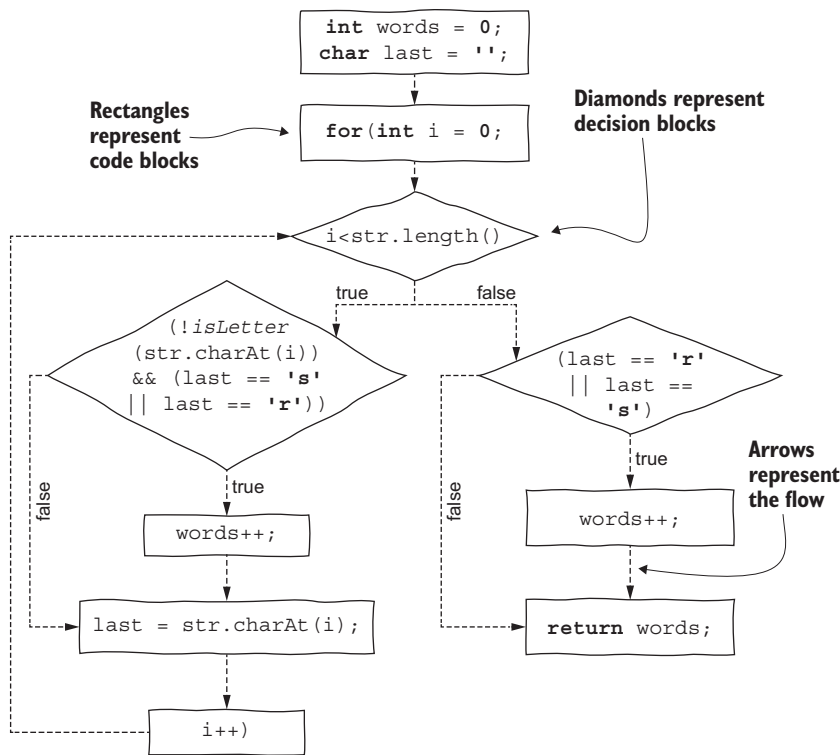 int words = 0;
char last = '';
Rectangles
represent
code blocks
for(int i = 0;
Diamonds represent
decision blocks
i<str.length()
true
false
(!isLetter
(str.charAt(i))
&& (last == 's'
|| last == 'r'))
(last == 'r'
|| last ==
's')
false
true
words++;
false
true
words++;
Arrows
represent
the flow
last = str.charAt(i);
return words;
i++)